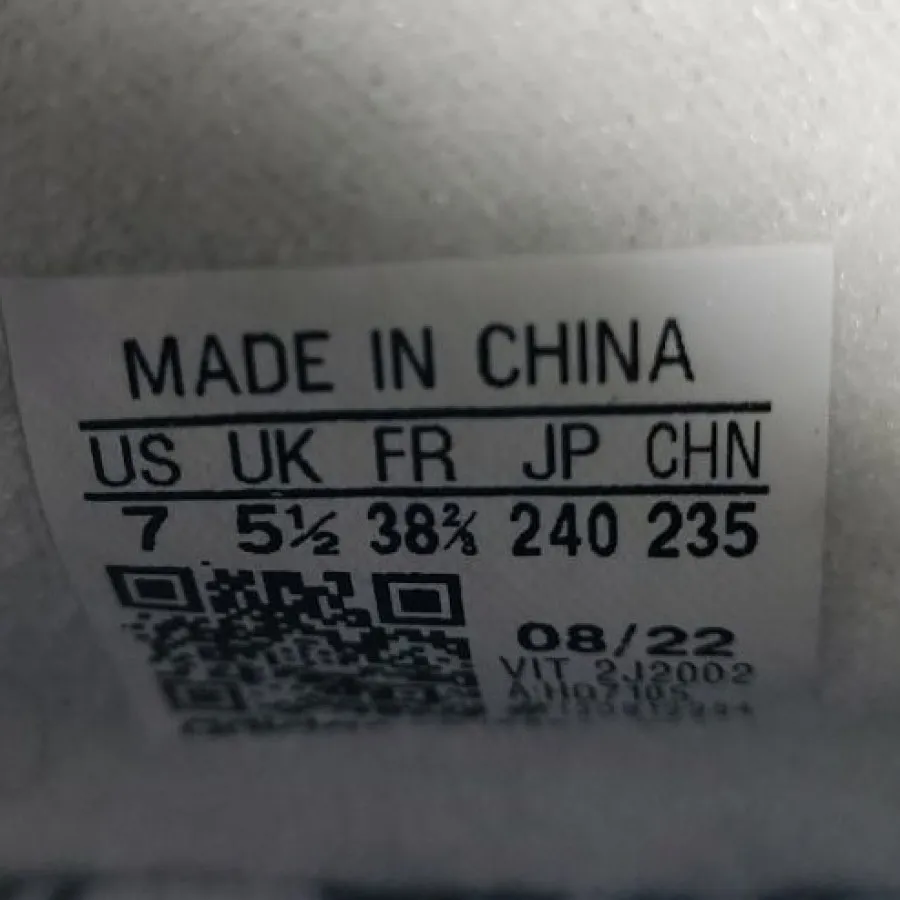 MADE IN CHINA
US UK FR JP CHN
7 5½ 38⅔ 240 235
08/22
VIT 2J2002